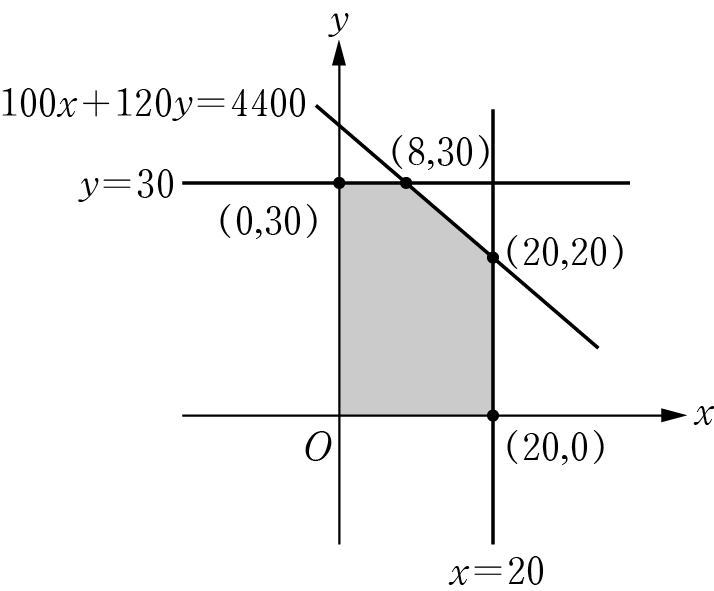 y
100x+120y=4400
(8,30)
y=30
(0,30)
(20,20)
x
O
(20,0)
x=20